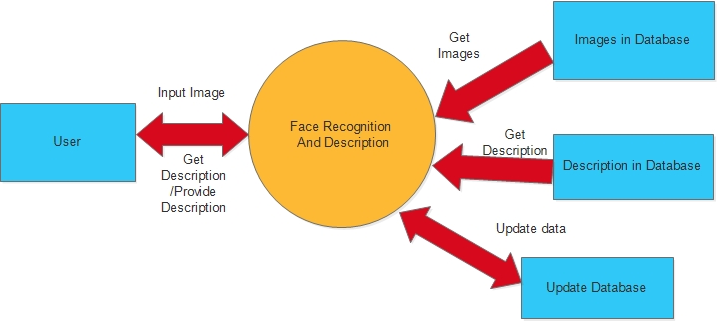 User
Input Image
Get
Description
/Provide
Description
Face Recognition
And Description
Get
Images
Images in Database
Get
Description
Description in Database
Update data
Update Database